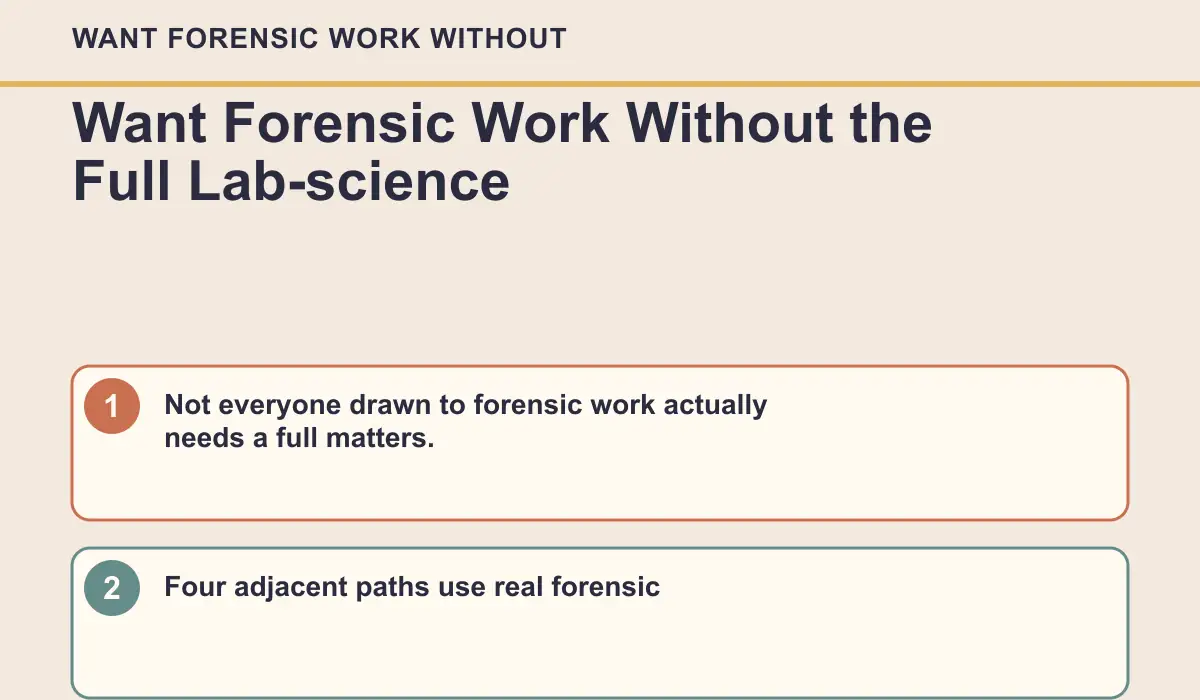 WANT FORENSIC WORK WITHOUT
Want Forensic Work Without the
Full Lab-science
1
Not everyone drawn to forensic work actually
needs a full matters.
2
Four adjacent paths use real forensic